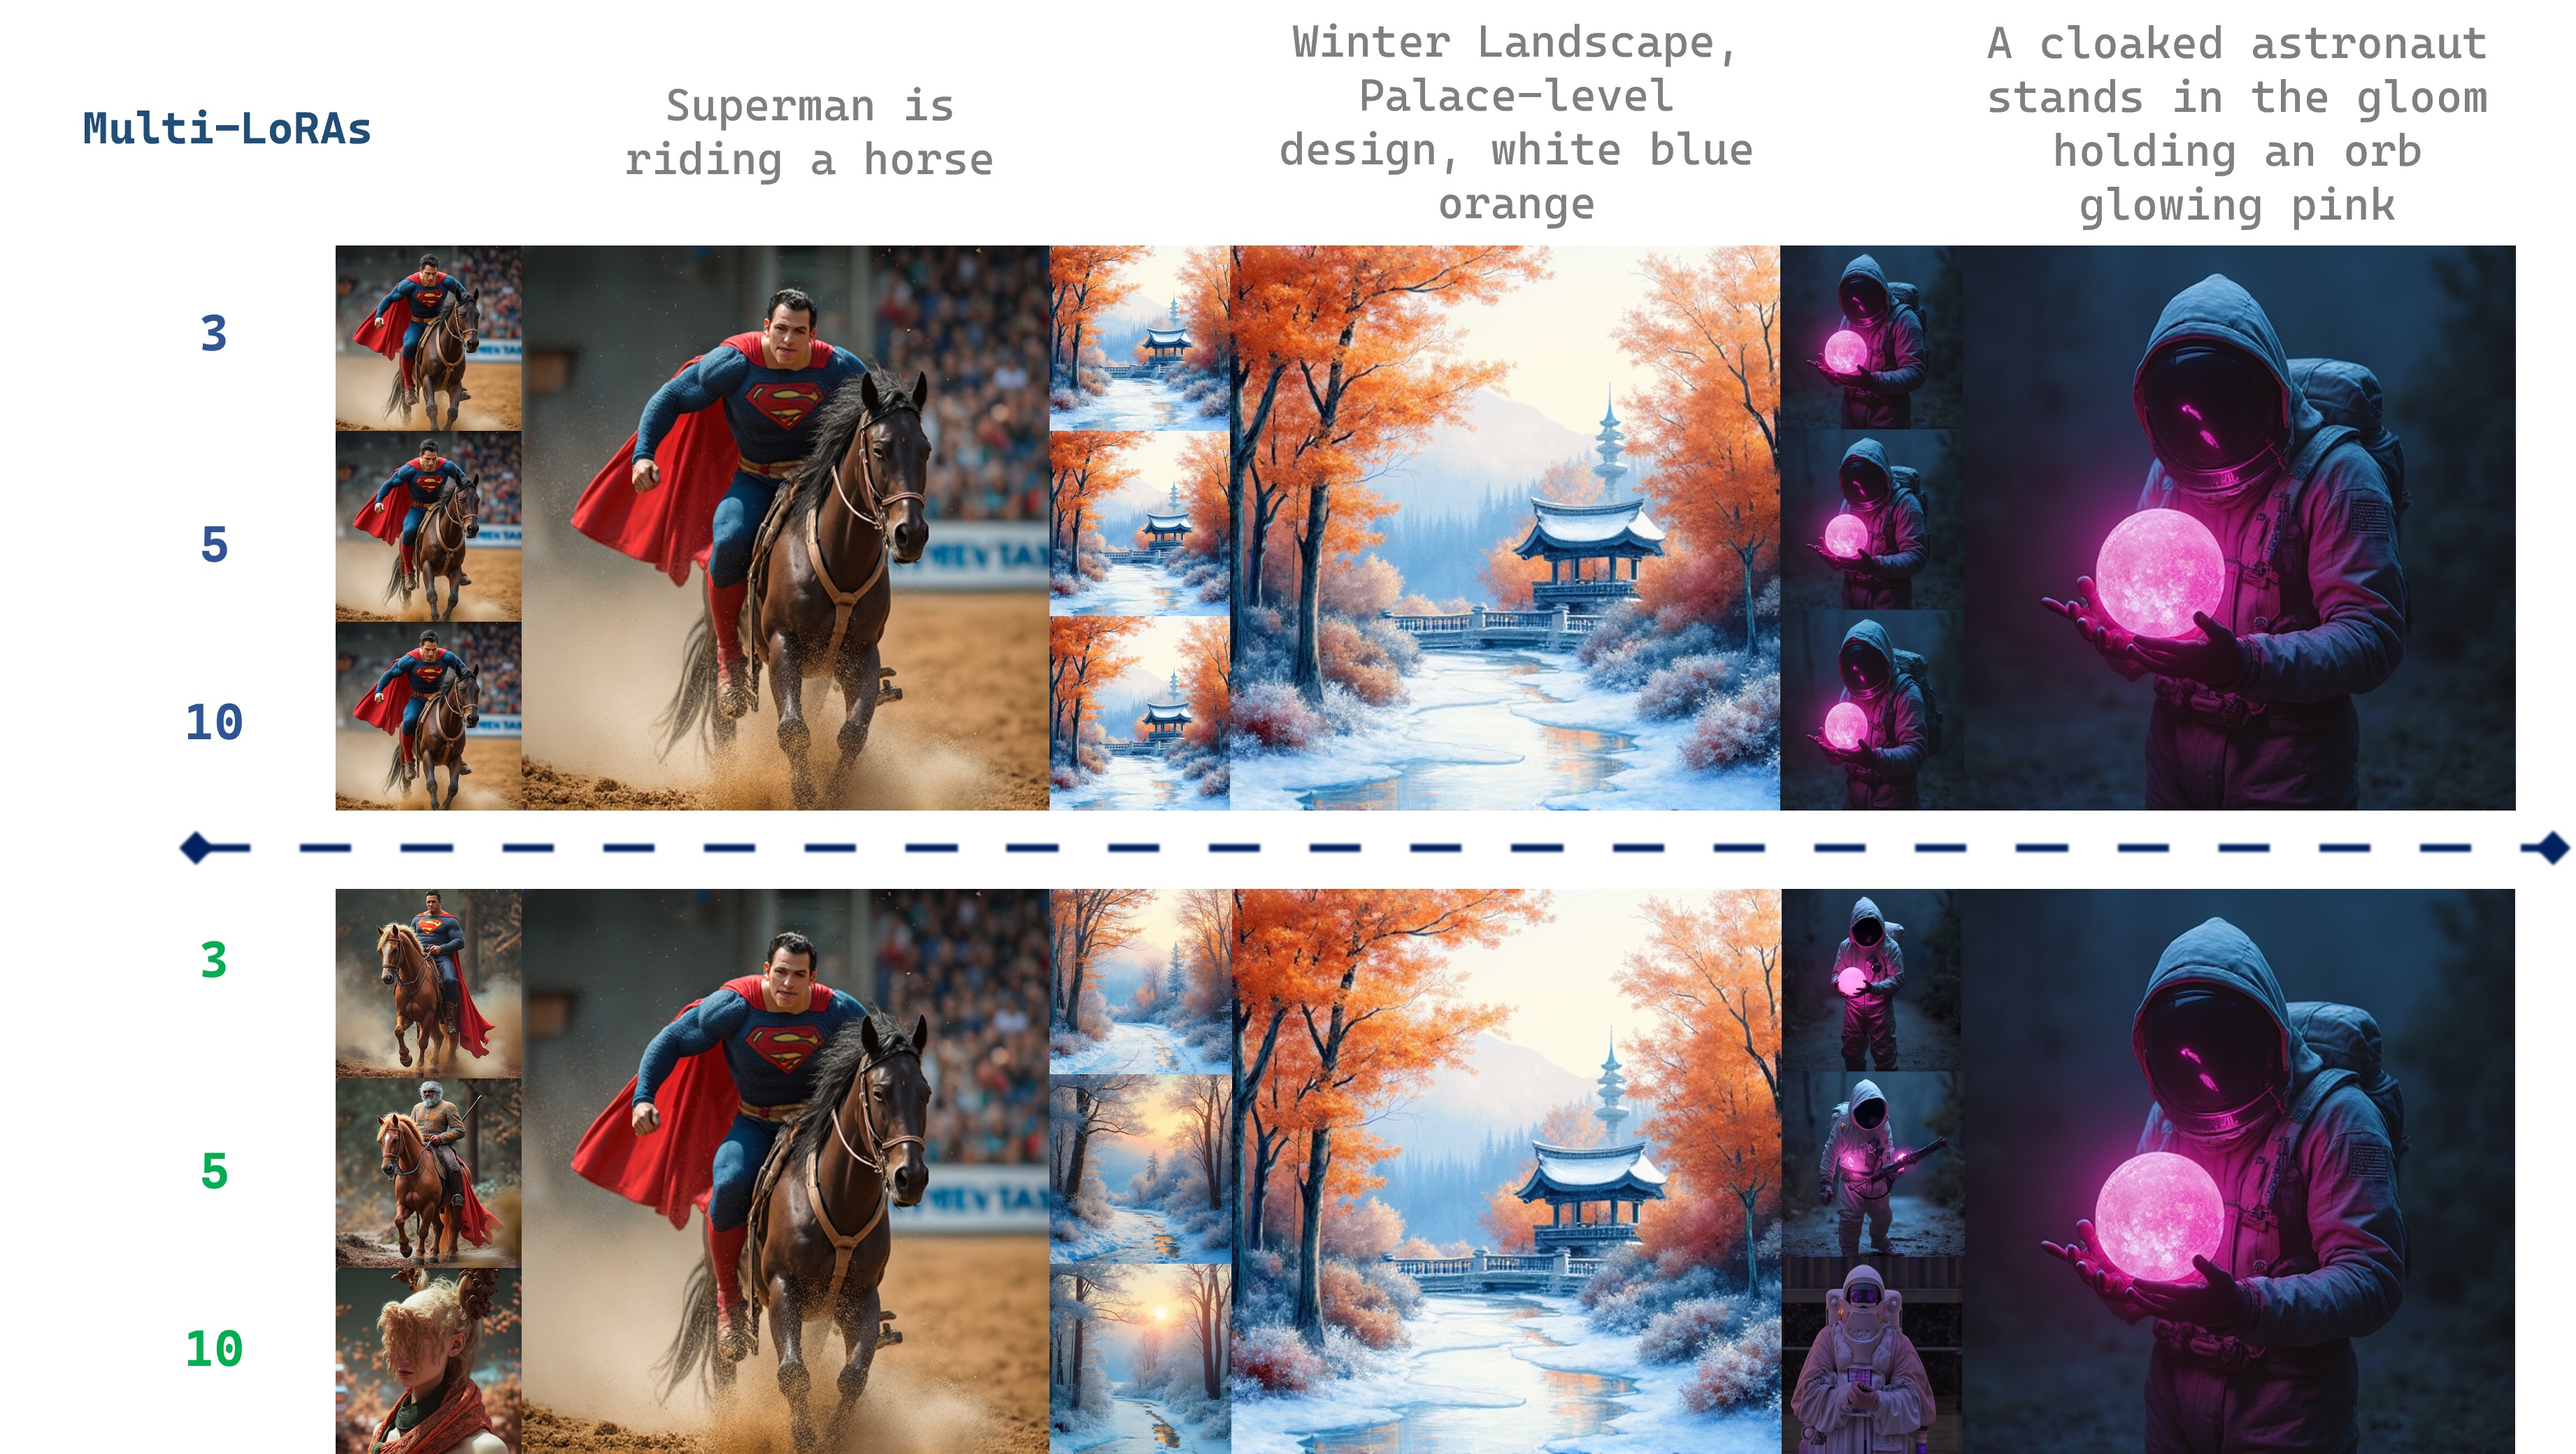 Multi-LoRAs
Superman is
riding a horse
Winter Landscape,
Palace-level
design, white blue
orange
A cloaked astronaut
stands in the gloom
holding an orb
glowing pink
3
5
10
3
5
10